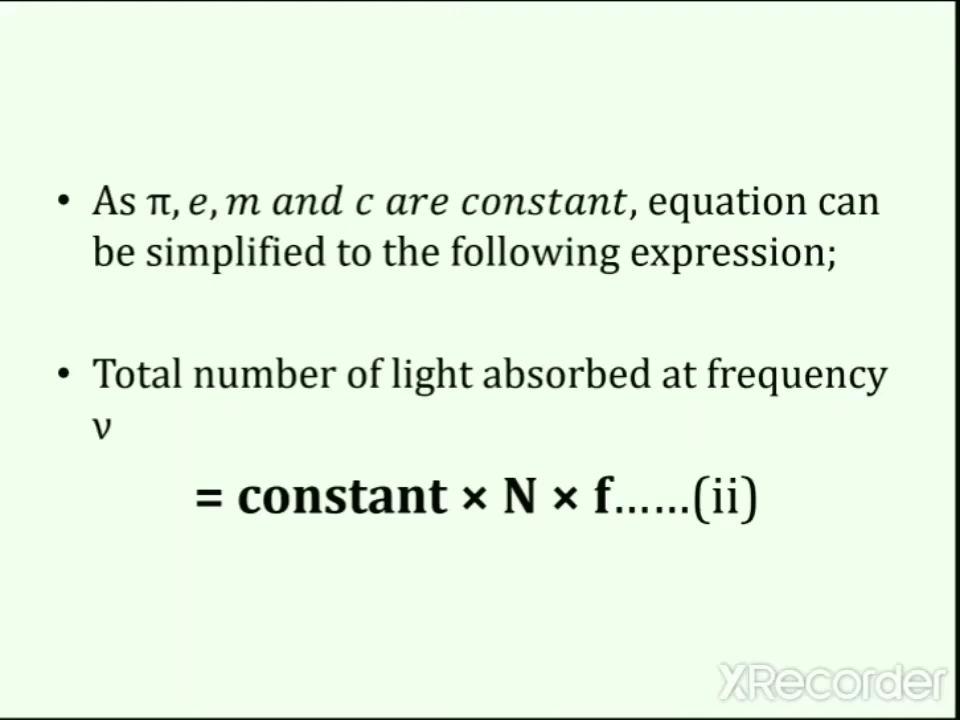 • As π, e, m and c are constant, equation can
be simplified to the following expression;
• Total number of light absorbed at frequency
ν
= constant × N × f……(ii)
XRecorder